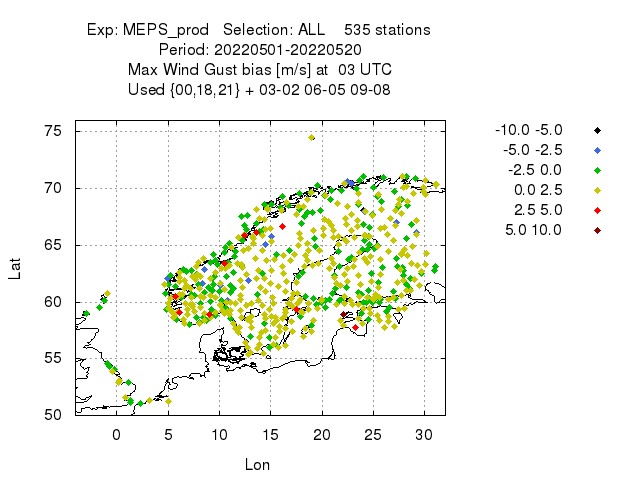 Exp: MEPS_prod   Selection: ALL    535 stations
Period: 20220501-20220520
Max Wind Gust bias [m/s] at  03 UTC
Used {00,18,21} + 03-02 06-05 09-08
-10.0 -5.0
-5.0 -2.5
-2.5 0.0
0.0 2.5
2.5 5.0
5.0 10.0
75
70
65
60
55
50
Lat
0 5 10 15 20 25 30
Lon